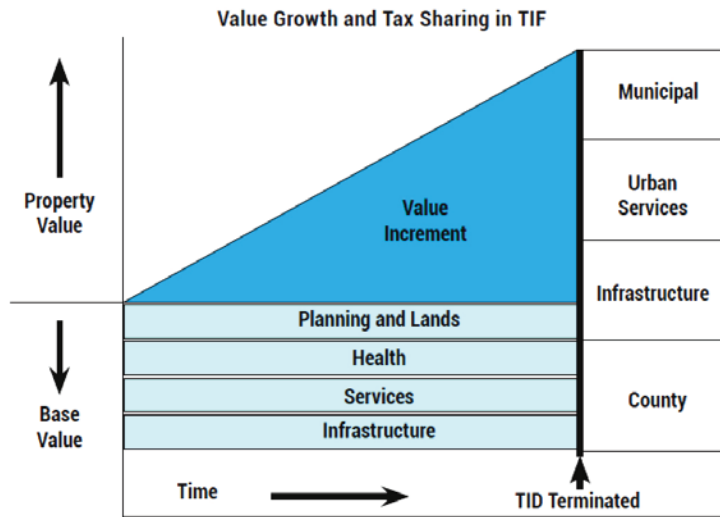 Value Growth and Tax Sharing in TIF
Property
Value
Base
Value
Value
Increment
Planning and Lands
Health
Services
Infrastructure
Municipal
Urban
Services
Infrastructure
County
Time
TID Terminated